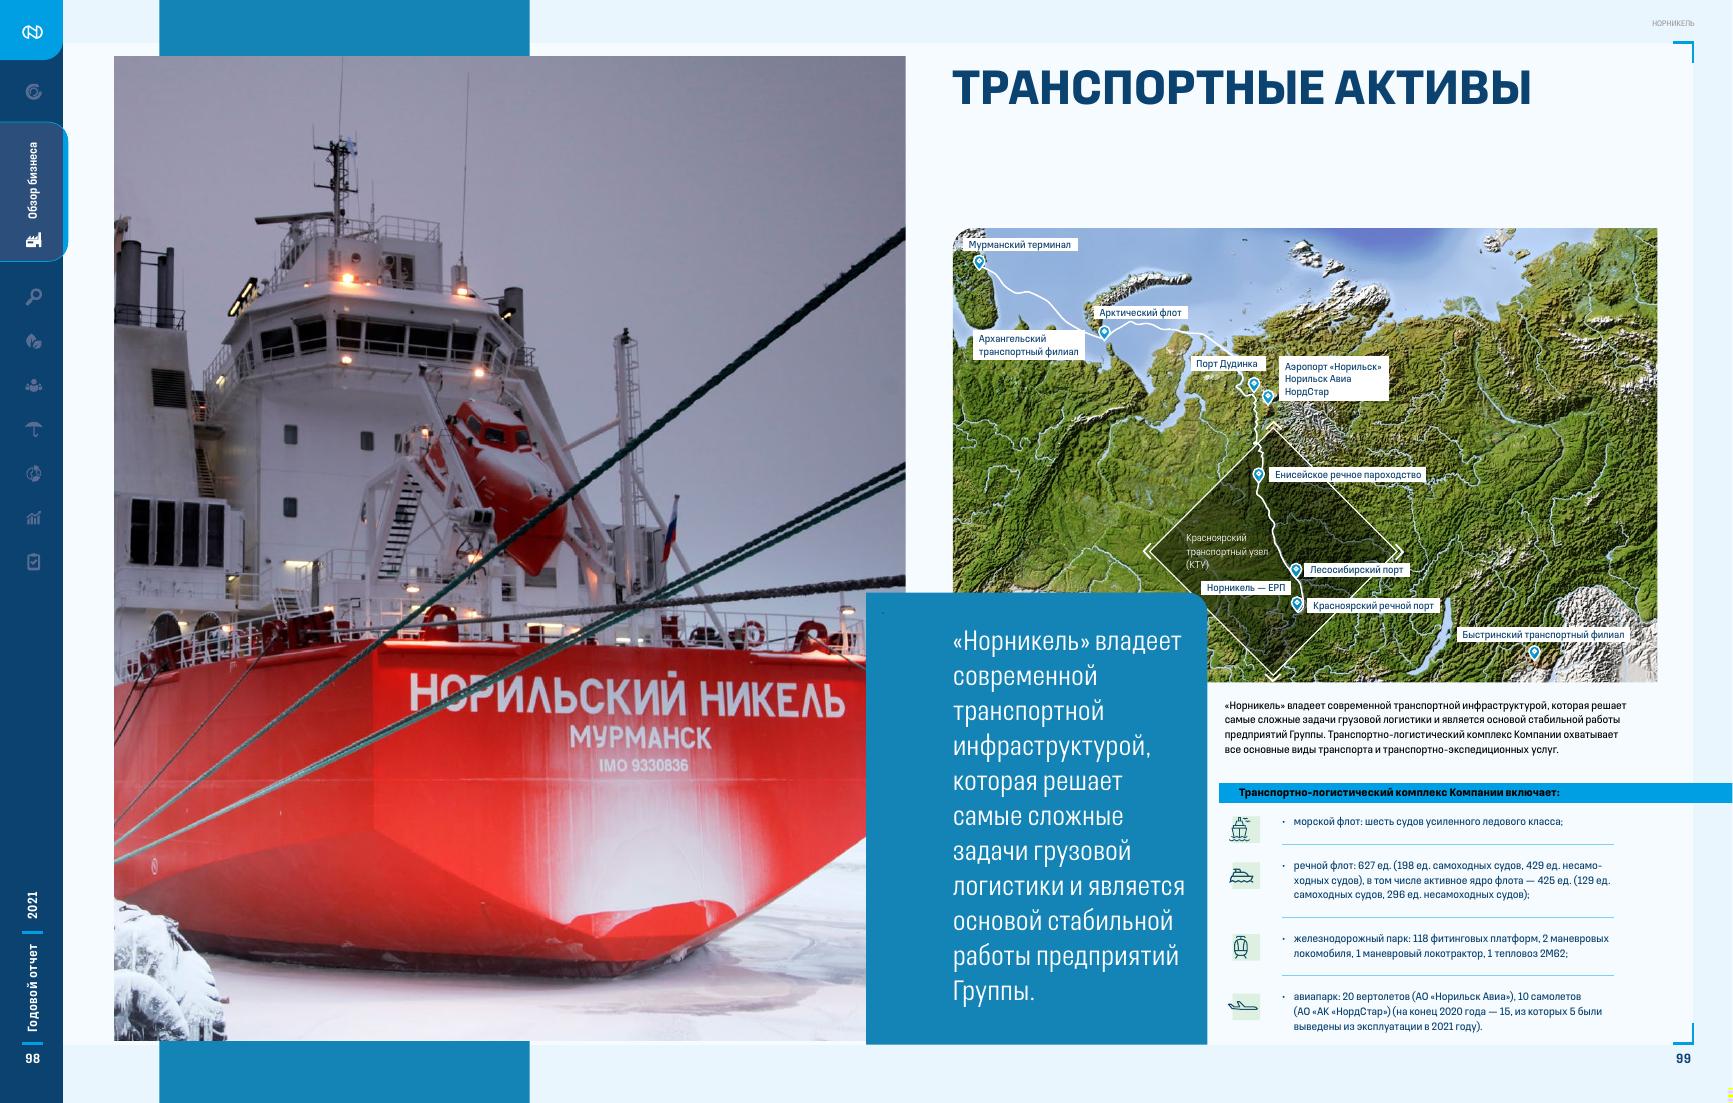 НОРНИКЕЛЬ
Обзор бизнеса
Годовой отчет
2021
98
НОРИЛЬСКИЙ НИКЕЛЬ
МУРМАНСК
IMO 9330836
ТРАНСПОРТНЫЕ АКТИВЫ
Мурманский терминал
Арктический флот
Архангельский
транспортный филиал
Порт Дудинка
Аэропорт «Норильск»
Норильск Авиа
НордСтар
Енисейское речное пароходство
Красноярский
транспортный узел
(КТУ)
Лесосибирский порт
Норникель — ЕРП
Красноярский речной порт
Быстринский транспортный филиал
«Норникель» владеет
современной
транспортной
инфраструктурой,
которая решает
самые сложные
задачи грузовой
логистики и является
основой стабильной
работы предприятий
Группы.
«Норникель» владеет современной транспортной инфраструктурой, которая решает
самые сложные задачи грузовой логистики и является основой стабильной работы
предприятий Группы. Транспортно-логистический комплекс Компании охватывает
все основные виды транспорта и транспортно-экспедиционных услуг.
Транспортно-логистический комплекс Компании включает:
• морской флот: шесть судов усиленного ледового класса;
• речной флот: 627 ед. (198 ед. самоходных судов, 429 ед. несамо-
ходных судов), в том числе активное ядро флота — 425 ед. (129 ед.
самоходных судов, 296 ед. несамоходных судов);
• железнодорожный парк: 118 фитинговых платформ, 2 маневровых
локомобиля, 1 маневровый локотрактор, 1 тепловоз 2М62;
• авиапарк: 20 вертолетов (АО «Норильск Авиа»), 10 самолетов
(АО «АК «НордСтар») (на конец 2020 года — 15, из которых 5 были
выведены из эксплуатации в 2021 году).
99